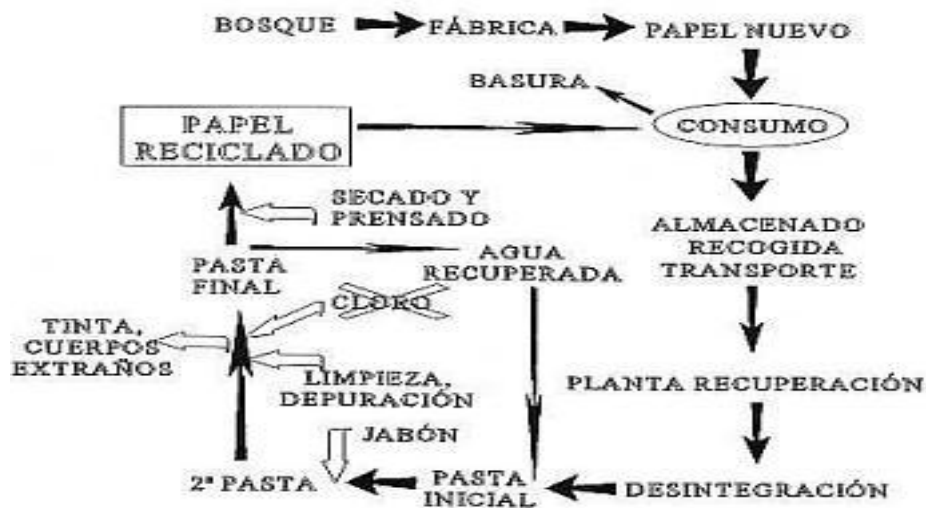 BOSQUE
FÁBRICA
PAPEL NUEVO
BASURA
CONSUMO
PAPEL
RECICLADO
SECADO Y
PRENSADO
ALMACENADO
RECOGIDA
TRANSPORTE
PASTA
FINAL
AGUA
RECUPERADA
CLORO
TINTA,
CUERPOS
EXTRAÑOS
LIMPIEZA,
DEPURACIÓN
PLANTA RECUPERACIÓN
JABÓN
2ª PASTA
PASTA
INICIAL
DESINTEGRACIÓN